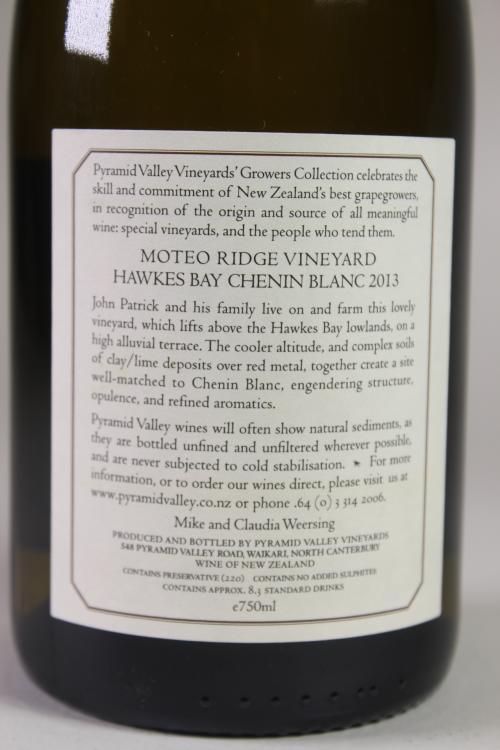 Pyramid Valley Vineyards' Growers Collection celebrates the
skill and commitment of New Zealand's best grapegrowers,
in recognition of the origin and source of all meaningful
wine: special vineyards, and the people who tend them.
MOTEO RIDGE VINEYARD
HAWKES BAY CHENIN BLANC 2013
John Patrick and his family live on and farm this lovely
vineyard, which lifts above the Hawkes Bay lowlands, on a
high alluvial terrace. The cooler altitude, and complex soils
of clay/lime deposits over red metal, together create a site
well-matched to Chenin Blanc, engendering structure,
opulence, and refined aromatics.
Pyramid Valley wines will often show natural sediments, as
they are bottled unfined and unfiltered wherever possible,
and are never subjected to cold stabilisation. For more
information, or to order our wines direct, please visit us at
www.pyramidvalley.co.nz or phone .64 (0) 3 314 2006.
Mike and Claudia Weersing
PRODUCED AND BOTTLED BY PYRAMID VALLEY VINEYARDS
548 PYRAMID VALLEY ROAD, WAIKARI, NORTH CANTERBURY
WINE OF NEW ZEALAND
CONTAINS PRESERVATIVE (220) CONTAINS NO ADDED SULPHITES
CONTAINS APPROX. 8.3 STANDARD DRINKS
e750ml